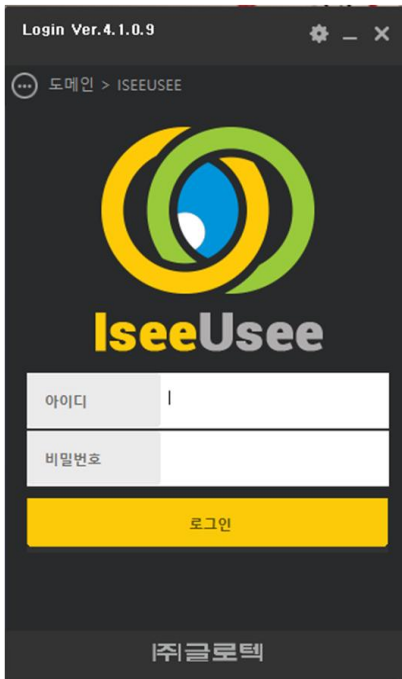 Login Ver.4.1.0.9
도메인 > ISEEUSEE
IseeUsee
아이디
비밀번호
로그인
㈜글로텍